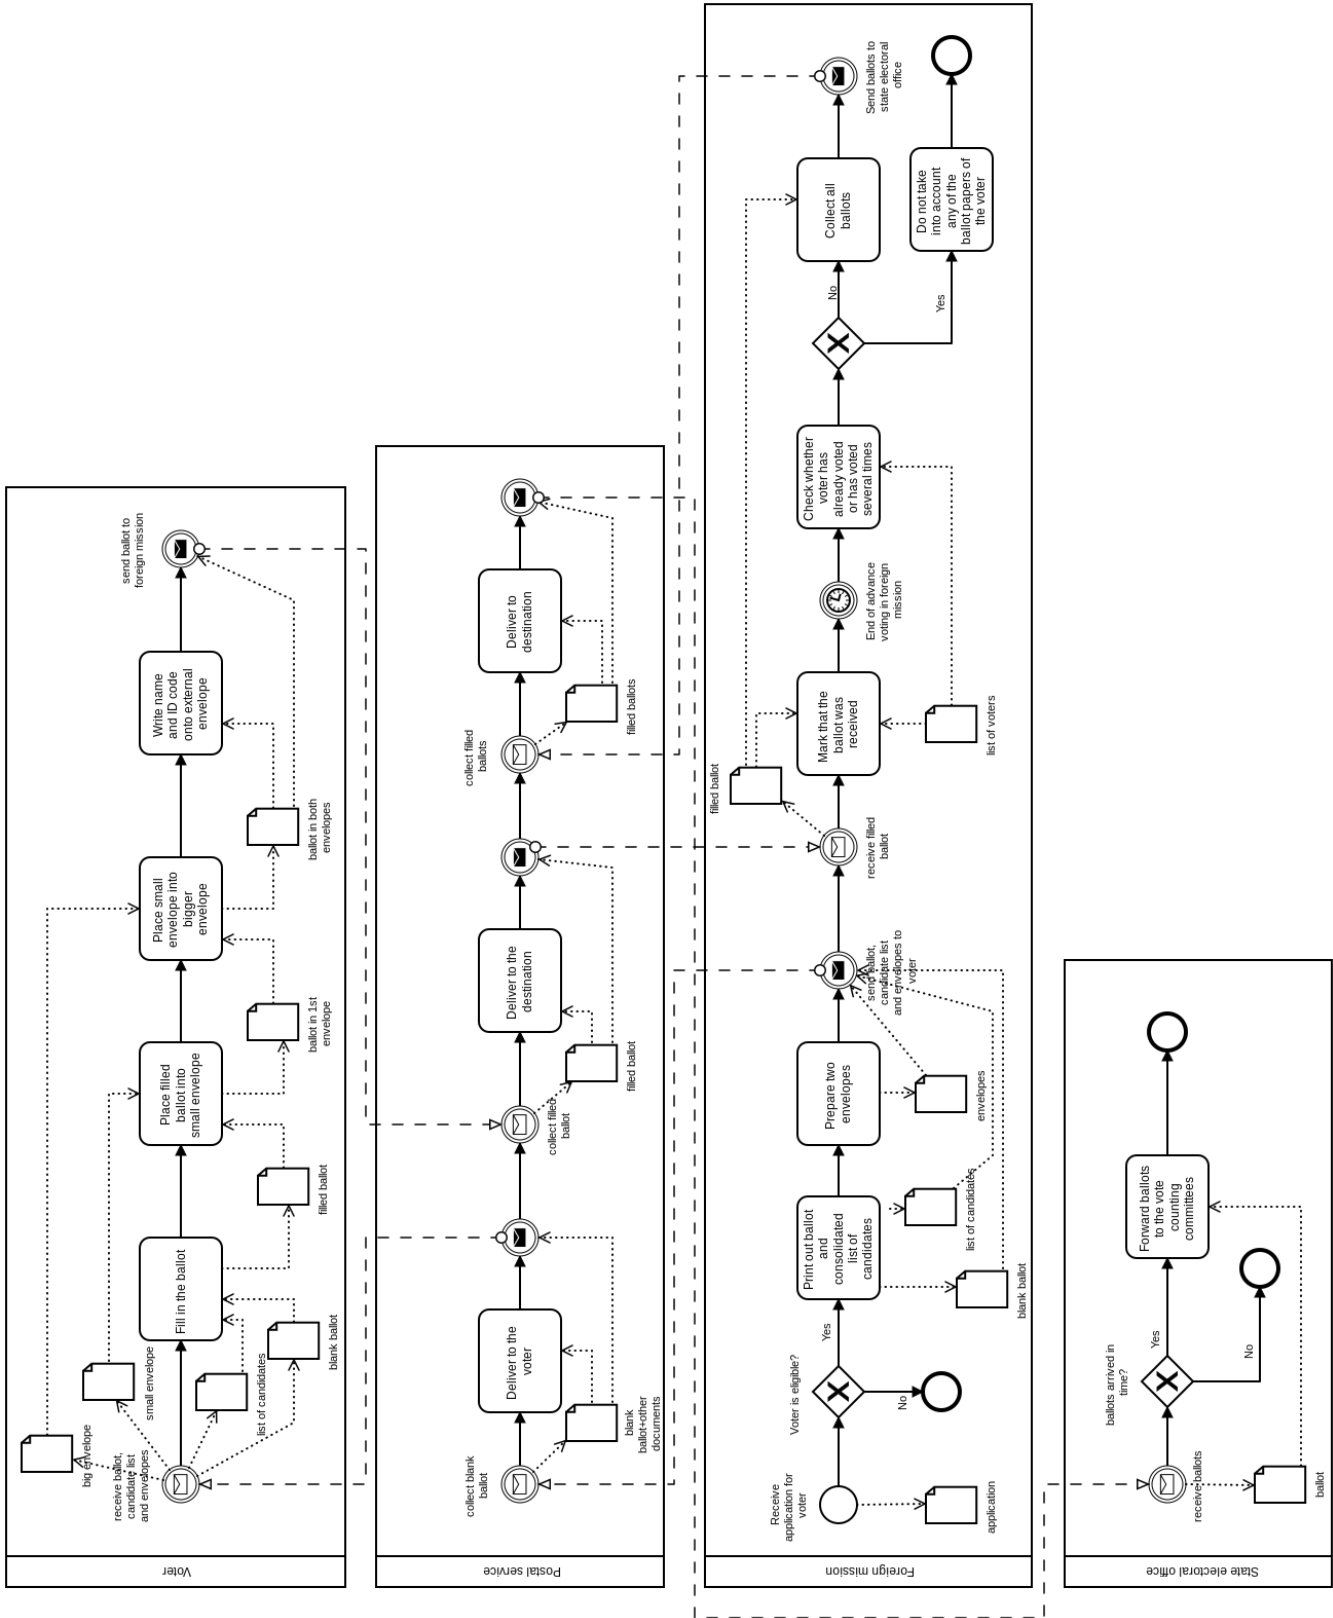 Voter
receive ballot,
candidate list
and envelopes
big envelope
small envelope
list of candidates
blank ballot
Fill in the ballot
filled ballot
Place filled
ballot into
small envelope
ballot in 1st
envelope
Place small
envelope into
bigger
envelope
ballot in both
envelopes
Write name
and ID code
onto external
envelope
send ballot to
foreign mission
Postal service
collect blank
ballot
blank
ballot+other
documents
Deliver to the
voter
collect filled
ballot
filled ballot
Deliver to the
destination
collect filled
ballots
filled ballots
Deliver to
destination
Foreign mission
Receive
application for
voter
application
Voter is eligible?
No
Yes
Print out ballot
and
consolidated
list of
candidates
blank ballot
list of candidates
Prepare two
envelopes
envelopes
send ballot,
candidate list
and envelopes to
voter
receive filled
ballot
filled ballot
Mark that the
ballot was
received
list of voters
End of advance
voting in foreign
mission
Check whether
voter has
already voted
or has voted
several times
No
Yes
Collect all
ballots
Do not take
into account
any of the
ballot papers of
the voter
Send ballots to
state electoral
office
State electoral office
receive ballots
ballot
ballots arrived in
time?
Yes
No
Forward ballots
to the vote
counting
committees